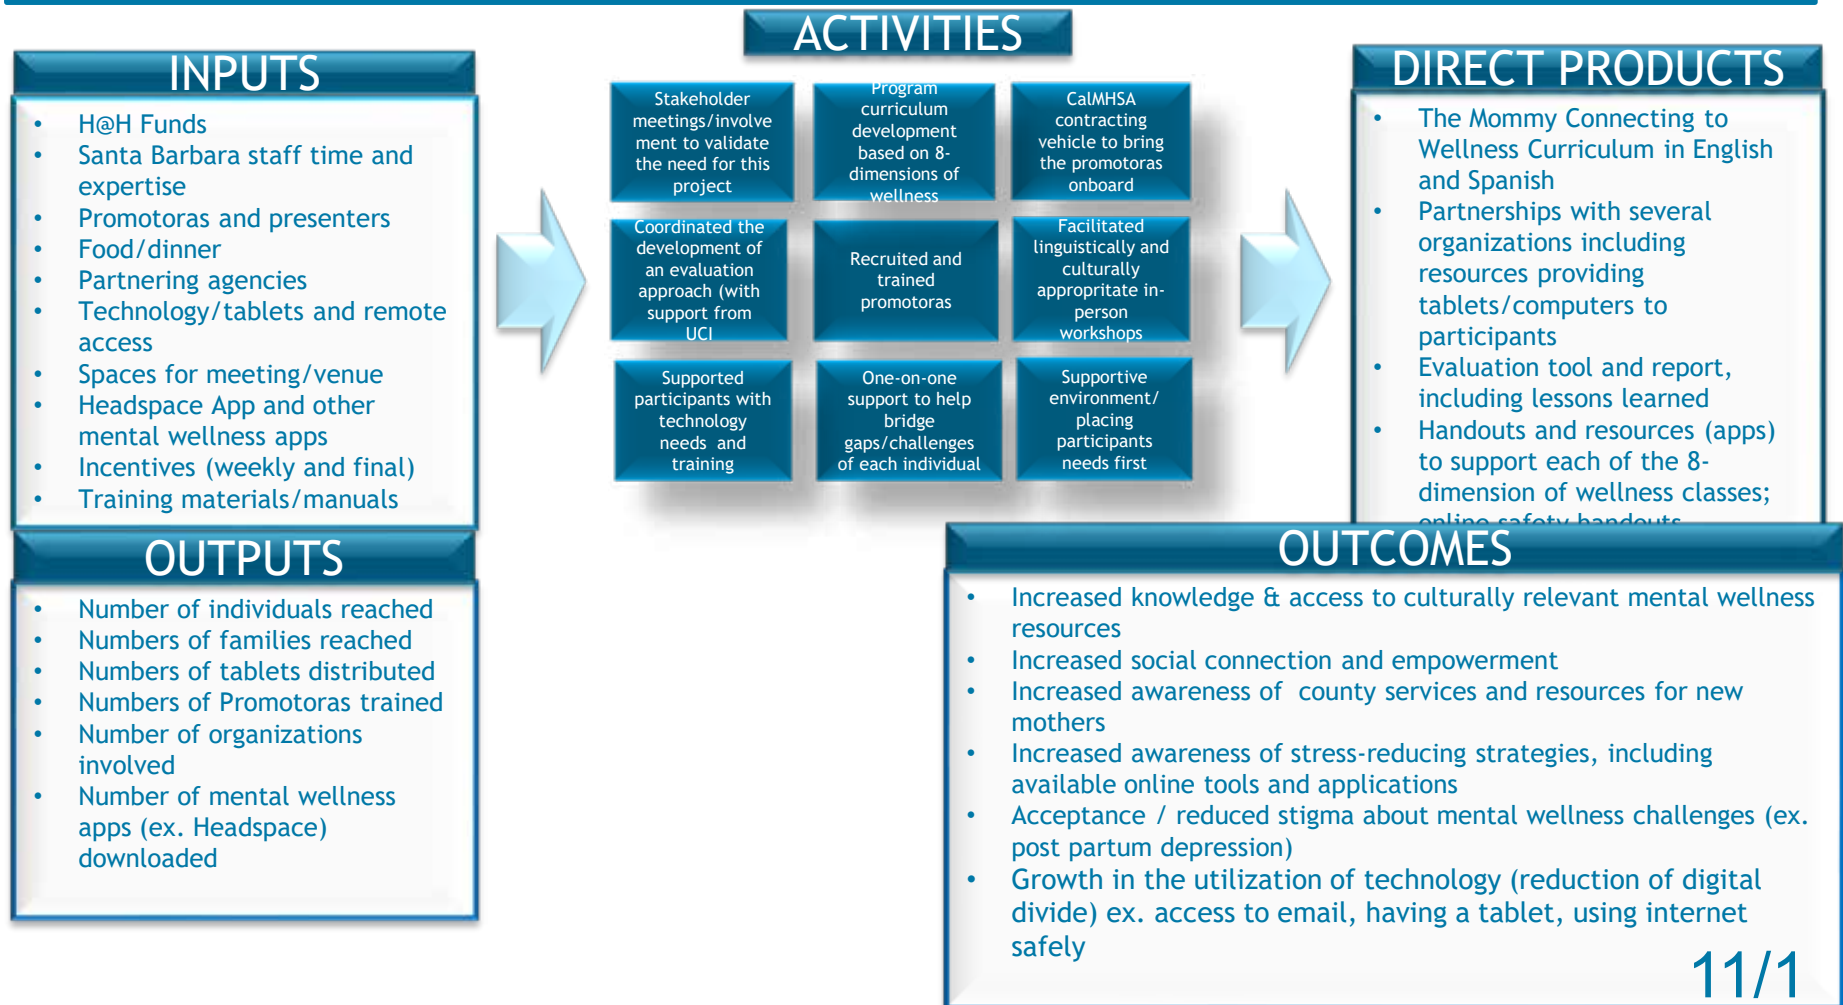 ACTIVITIES
INPUTS
• H@H Funds
• Santa Barbara staff time and
expertise
• Promotoras and presenters
• Food/dinner
• Partnering agencies
• Technology/tablets and remote
access
• Spaces for meeting/venue
• Headspace App and other
mental wellness apps
• Incentives (weekly and final)
• Training materials/manuals
Stakeholder
meetings/involve
ment to validate
the need for this
project
Program
curriculum
development
based on 8-
dimensions of
wellness
CalMHSA
contracting
vehicle to bring
the promotoras
onboard
Coordinated the
development of
an evaluation
approach (with
support from
UCI
Recruited and
trained
promotoras
Facilitated
linguistically and
culturally
appropritate in-
person
workshops
Supported
participants with
technology
needs and
training
One-on-one
support to help
bridge
gaps/challenges
of each individual
Supportive
environment/
placing
participants
needs first
DIRECT PRODUCTS
• The Mommy Connecting to
Wellness Curriculum in English
and Spanish
• Partnerships with several
organizations including
resources providing
tablets/computers to
participants
• Evaluation tool and report,
including lessons learned
• Handouts and resources (apps)
to support each of the 8-
dimension of wellness classes;
online safety handouts
OUTPUTS
• Number of individuals reached
• Numbers of families reached
• Numbers of tablets distributed
• Numbers of Promotoras trained
• Number of organizations
involved
• Number of mental wellness
apps (ex. Headspace)
downloaded
OUTCOMES
• Increased knowledge & access to culturally relevant mental wellness
resources
• Increased social connection and empowerment
• Increased awareness of county services and resources for new
mothers
• Increased awareness of stress-reducing strategies, including
available online tools and applications
• Acceptance / reduced stigma about mental wellness challenges (ex.
post partum depression)
• Growth in the utilization of technology (reduction of digital
divide) ex. access to email, having a tablet, using internet
safely
11/1